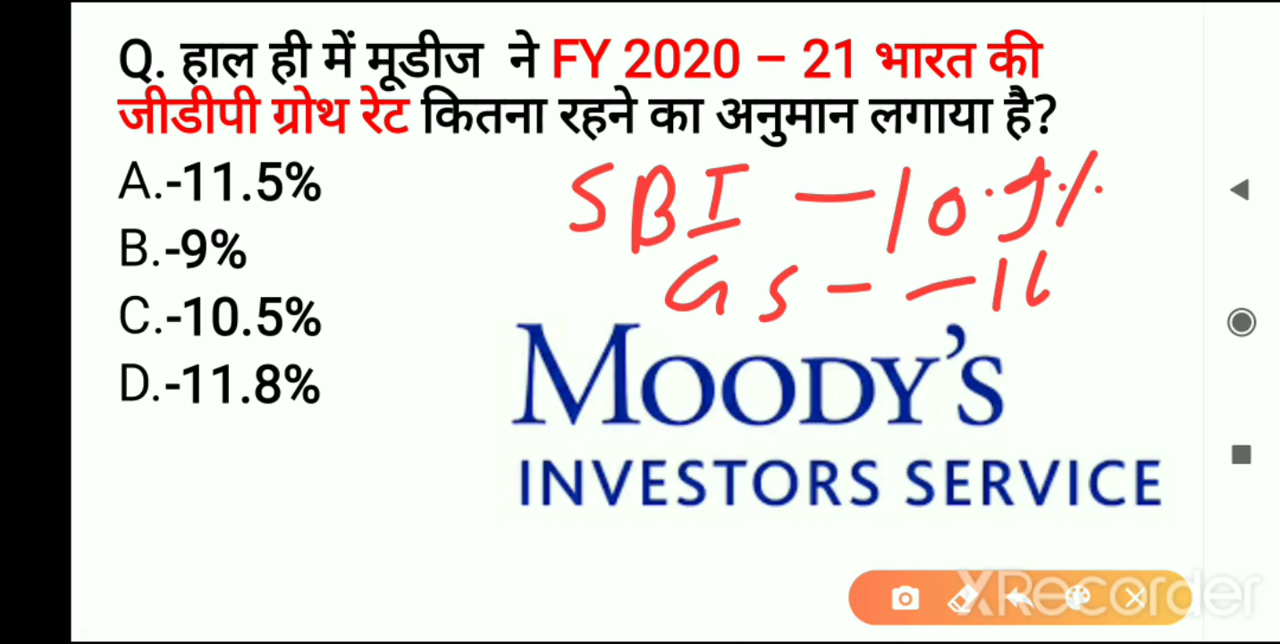 Q. हाल ही में मूडीज ने FY 2020 – 21 भारत की
जीडीपी ग्रोथ रेट कितना रहने का अनुमान लगाया है?
A.-11.5%
B.-9%
C.-10.5%
D.-11.8%
SBI — -10.9%
GS - -16
MOODY'S
INVESTORS SERVICE
XRecorder